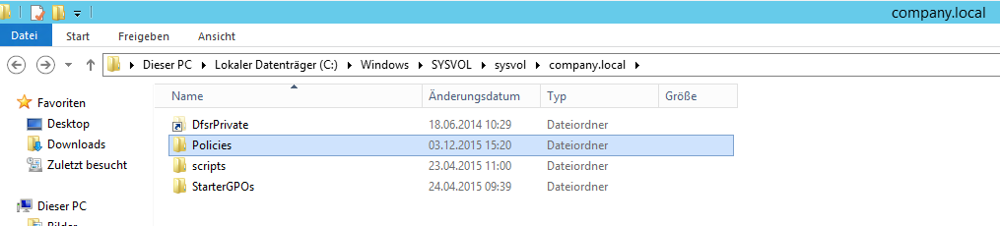 company.local
Datei Start Freigeben Ansicht
Dieser PC Lokaler Datenträger (C:) Windows SYSVOL sysvol company.local
Favoriten
Desktop
Downloads
Zuletzt besucht
Dieser PC
Bilder
Name Änderungsdatum Typ Größe
DfsrPrivate 18.06.2014 10:29 Dateiordner
Policies 03.12.2015 15:20 Dateiordner
scripts 23.04.2015 11:00 Dateiordner
StarterGPOs 24.04.2015 09:39 Dateiordner